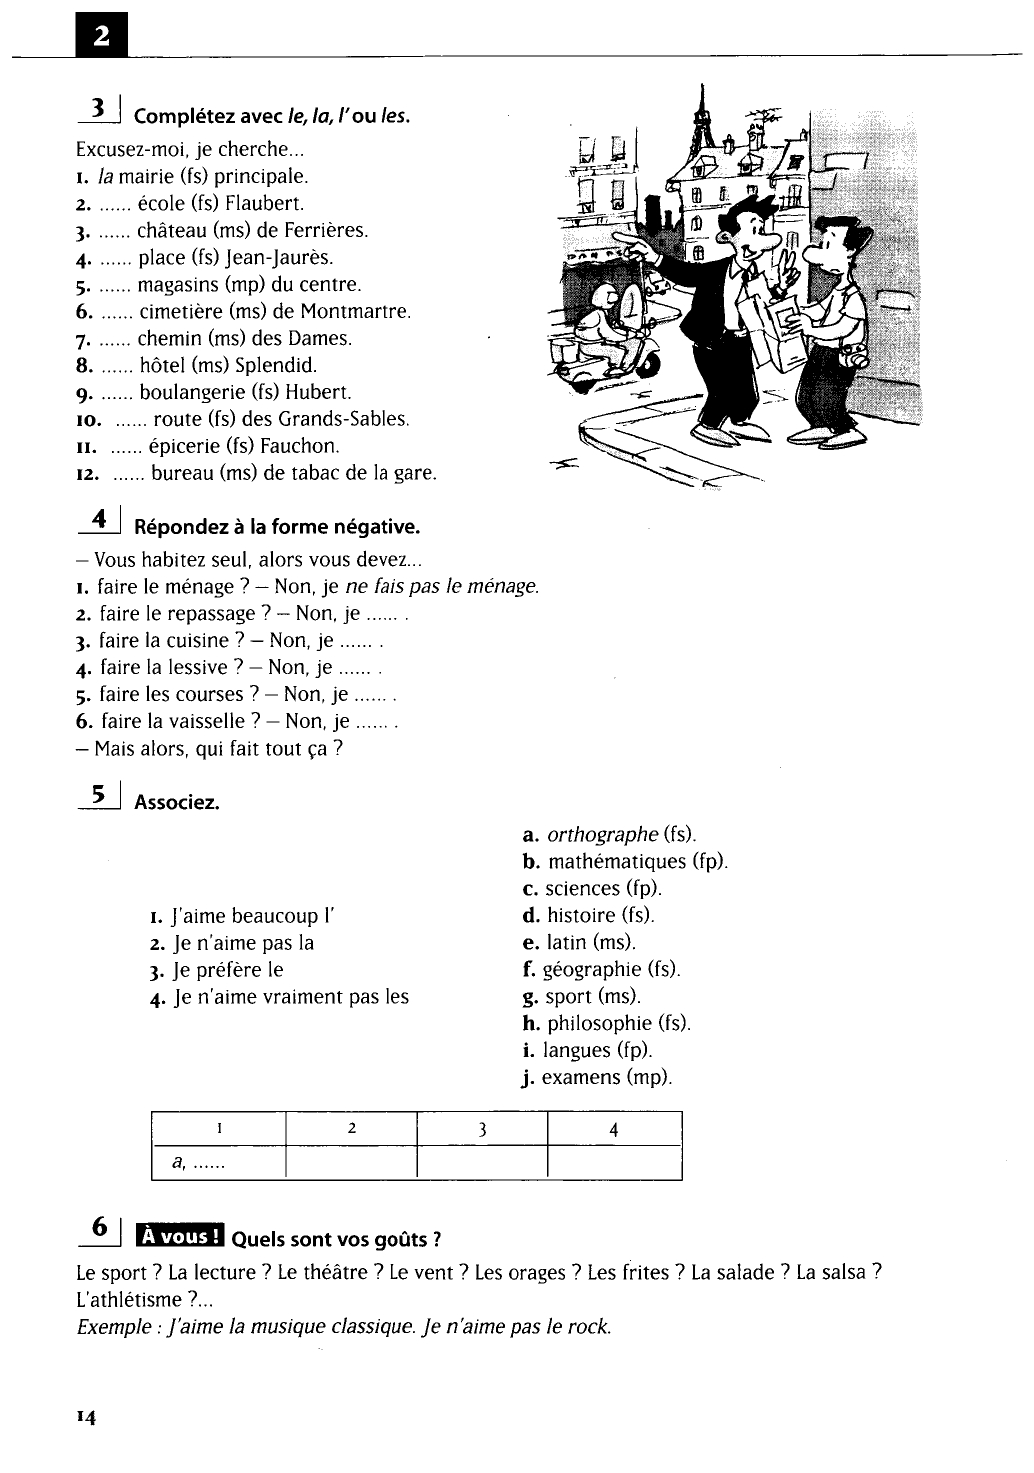 2
3 Complétez avec le, la, l' ou les.
Excusez-moi, je cherche...
1. la mairie (fs) principale.
2. ...... école (fs) Flaubert.
3. ...... château (ms) de Ferrières.
4. ...... place (fs) Jean-Jaurès.
5. ...... magasins (mp) du centre.
6. ...... cimetière (ms) de Montmartre.
7. ...... chemin (ms) des Dames.
8. ...... hôtel (ms) Splendid.
9. ...... boulangerie (fs) Hubert.
10. ...... route (fs) des Grands-Sables.
11. ...... épicerie (fs) Fauchon.
12. ...... bureau (ms) de tabac de la gare.
4 Répondez à la forme négative.
– Vous habitez seul, alors vous devez...
1. faire le ménage ? – Non, je ne fais pas le ménage.
2. faire le repassage ? – Non, je ...... .
3. faire la cuisine ? – Non, je ...... .
4. faire la lessive ? – Non, je ...... .
5. faire les courses ? – Non, je ...... .
6. faire la vaisselle ? – Non, je ...... .
– Mais alors, qui fait tout ça ?
5 Associez.
1. J'aime beaucoup l'
2. Je n'aime pas la
3. Je préfère le
4. Je n'aime vraiment pas les
a. orthographe (fs).
b. mathématiques (fp).
c. sciences (fp).
d. histoire (fs).
e. latin (ms).
f. géographie (fs).
g. sport (ms).
h. philosophie (fs).
i. langues (fp).
j. examens (mp).
1 2 3 4
a, ......
6 À vous ! Quels sont vos goûts ?
Le sport ? La lecture ? Le théâtre ? Le vent ? Les orages ? Les frites ? La salade ? La salsa ?
L'athlétisme ?...
Exemple : J'aime la musique classique. Je n'aime pas le rock.
14